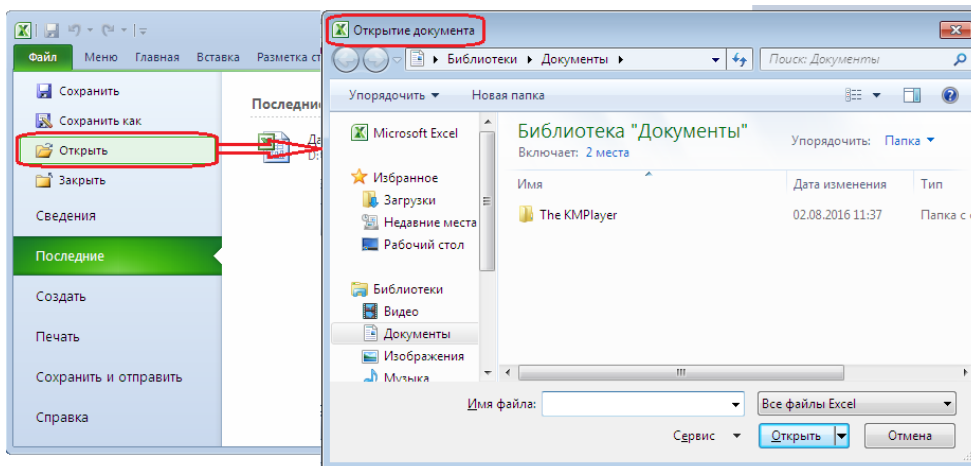 Файл Меню Главная Вставка Разметка ст
Сохранить
Сохранить как
Открыть
Закрыть
Сведения
Последние
Создать
Печать
Сохранить и отправить
Справка
Последни
Да
D:
Открытие документа
Библиотеки Документы
Поиск: Документы
Упорядочить Новая папка
Microsoft Excel
Избранное
Загрузки
Недавние места
Рабочий стол
Библиотеки
Видео
Документы
Изображения
Музыка
Библиотека "Документы"
Включает: 2 места
Упорядочить: Папка
Имя Дата изменения Тип
The KMPlayer 02.08.2016 11:37 Папка с
Имя файла:
Все файлы Excel
Сервис Открыть Отмена